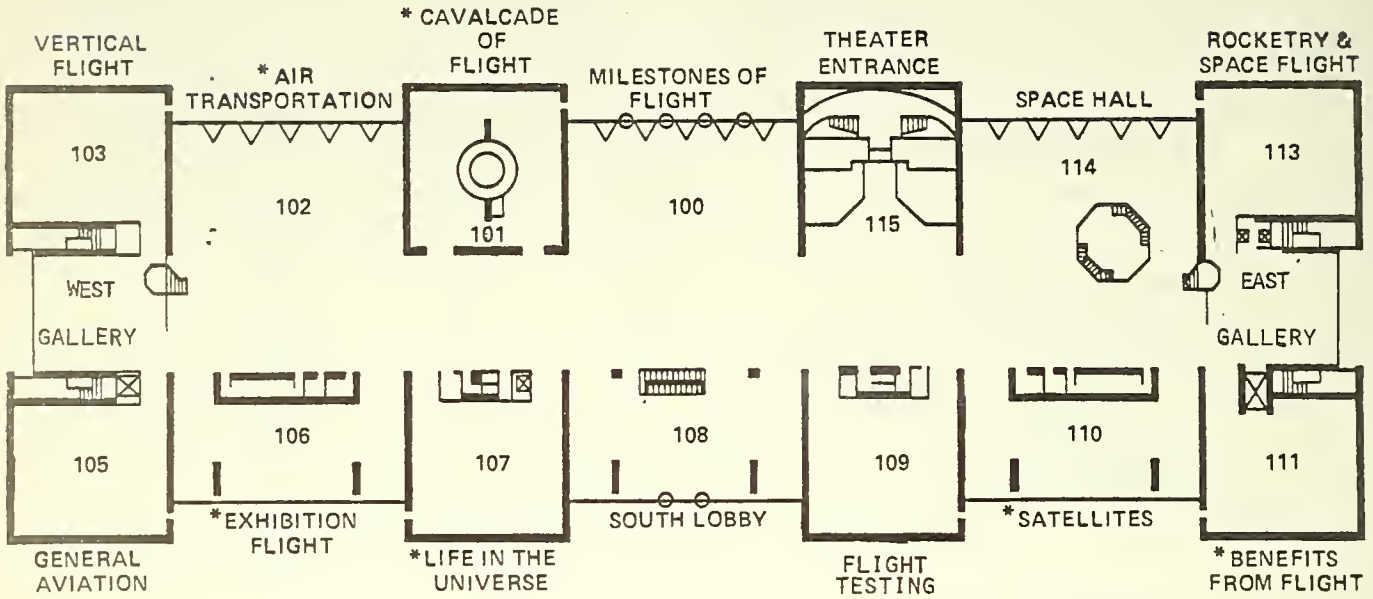 VERTICAL
FLIGHT
* AIR
TRANSPORTATION
* CAVALCADE
OF
FLIGHT
MILESTONES OF
FLIGHT
THEATER
ENTRANCE
SPACE HALL
ROCKETRY &
SPACE FLIGHT
103
102
101
100
115
114
113
WEST
GALLERY
EAST
GALLERY
105
106
107
108
109
110
111
GENERAL
AVIATION
*EXHIBITION
FLIGHT
*LIFE IN THE
UNIVERSE
SOUTH LOBBY
FLIGHT
TESTING
*SATELLITES
* BENEFITS
FROM FLIGHT